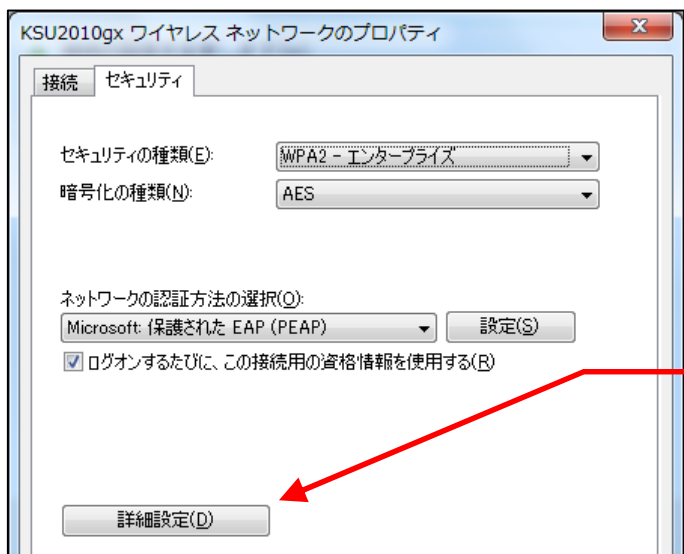 KSU2010gx ワイヤレス ネットワークのプロパティ
接続 セキュリティ
セキュリティの種類(E): WPA2 - エンタープライズ
暗号化の種類(N): AES
ネットワークの認証方法の選択(O):
Microsoft: 保護された EAP (PEAP) 設定(S)
ログオンするたびに、この接続用の資格情報を使用する(R)
詳細設定(D)